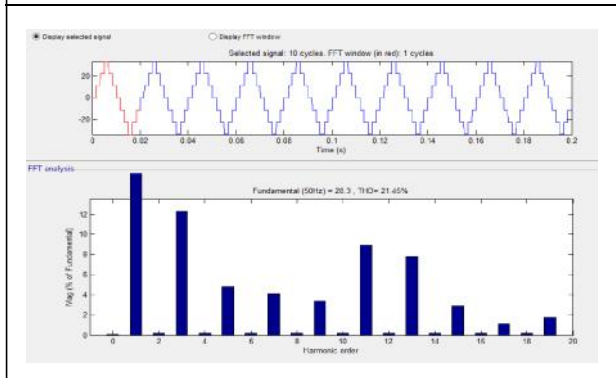 Display selected signal Display FFT window
Selected signal: 10 cycles. FFT window (in red): 1 cycles
20
0
-20
0 0.02 0.04 0.06 0.08 0.1 0.12 0.14 0.16 0.18 0.2
Time (s)
FFT analysis
Fundamental (50Hz) = 28.3 , THD= 21.45%
12
10
8
6
4
2
0
Mag (% of Fundamental)
0 2 4 6 8 10 12 14 16 18 20
Harmonic order